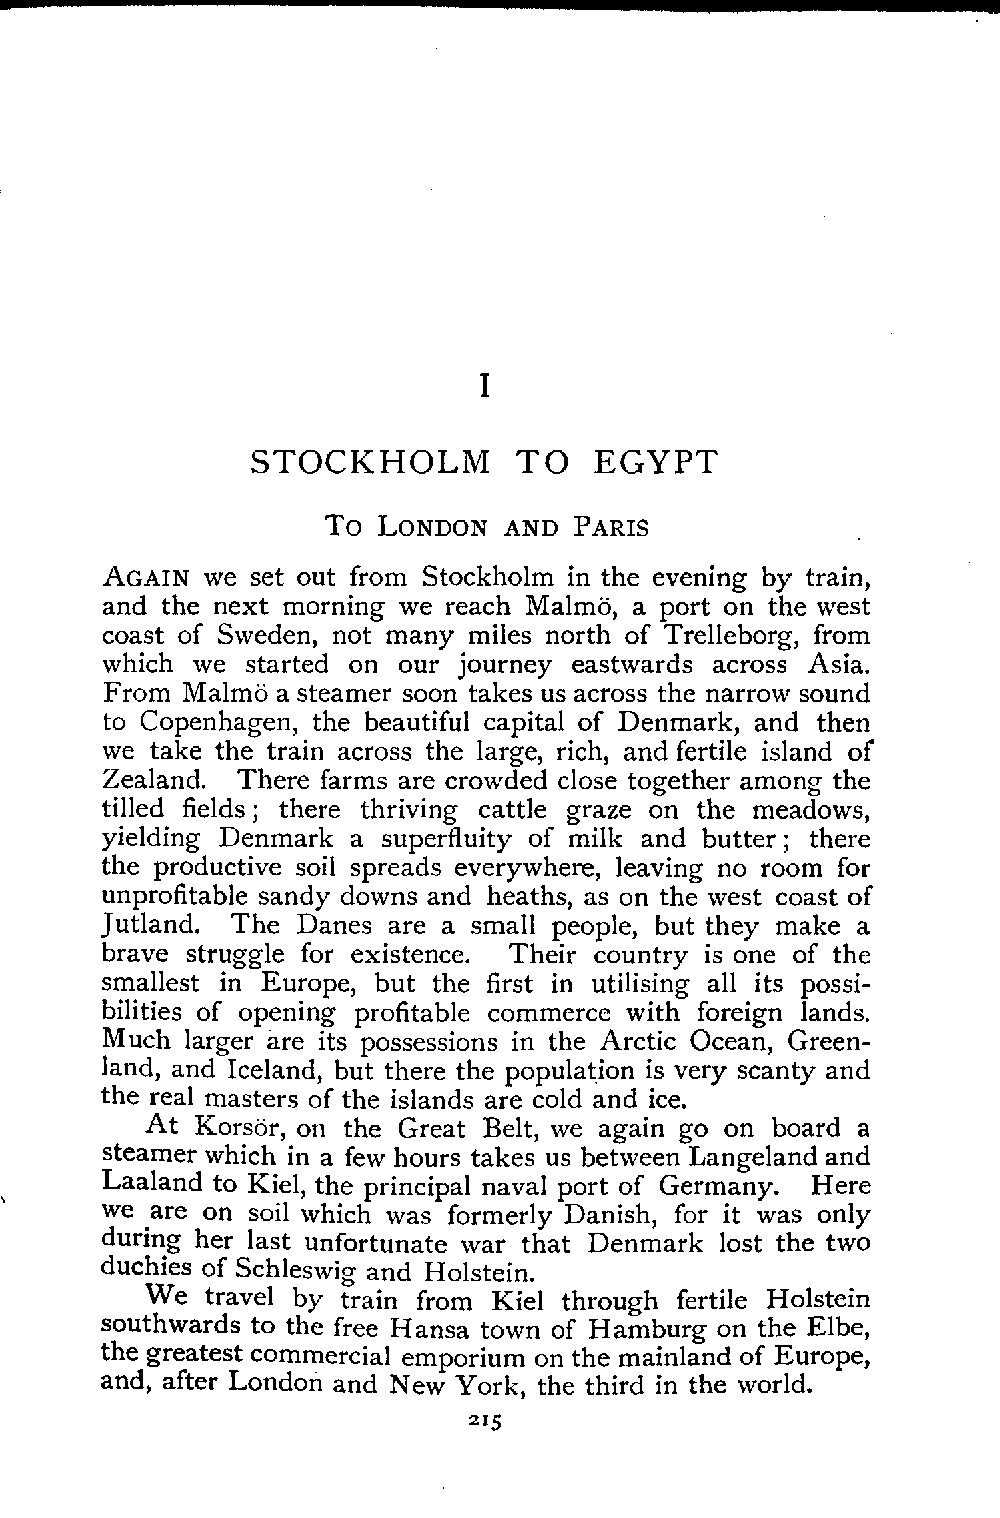 I
STOCKHOLM TO EGYPT
TO LONDON AND PARIS
AGAIN we set out from Stockholm in the evening by train,
and the next morning we reach Malmö, a port on the west
coast of Sweden, not many miles north of Trelleborg, from
which we started on our journey eastwards across Asia.
From Malmö a steamer soon takes us across the narrow sound
to Copenhagen, the beautiful capital of Denmark, and then
we take the train across the large, rich, and fertile island of
Zealand. There farms are crowded close together among the
tilled fields; there thriving cattle graze on the meadows,
yielding Denmark a superfluity of milk and butter; there
the productive soil spreads everywhere, leaving no room for
unprofitable sandy downs and heaths, as on the west coast of
Jutland. The Danes are a small people, but they make a
brave struggle for existence. Their country is one of the
smallest in Europe, but the first in utilising all its possi-
bilities of opening profitable commerce with foreign lands.
Much larger are its possessions in the Arctic Ocean, Green-
land, and Iceland, but there the population is very scanty and
the real masters of the islands are cold and ice.
At Korsör, on the Great Belt, we again go on board a
steamer which in a few hours takes us between Langeland and
Laaland to Kiel, the principal naval port of Germany. Here
we are on soil which was formerly Danish, for it was only
during her last unfortunate war that Denmark lost the two
duchies of Schleswig and Holstein.
We travel by train from Kiel through fertile Holstein
southwards to the free Hansa town of Hamburg on the Elbe,
the greatest commercial emporium on the mainland of Europe,
and, after London and New York, the third in the world.
215